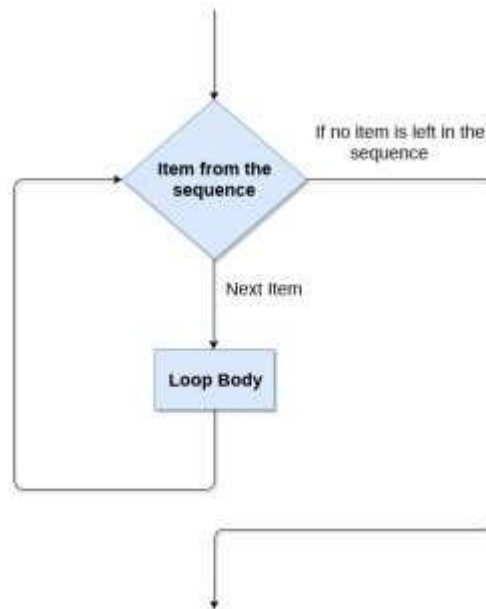 If no item is left in the
sequence
Item from the
sequence
Next Item
Loop Body